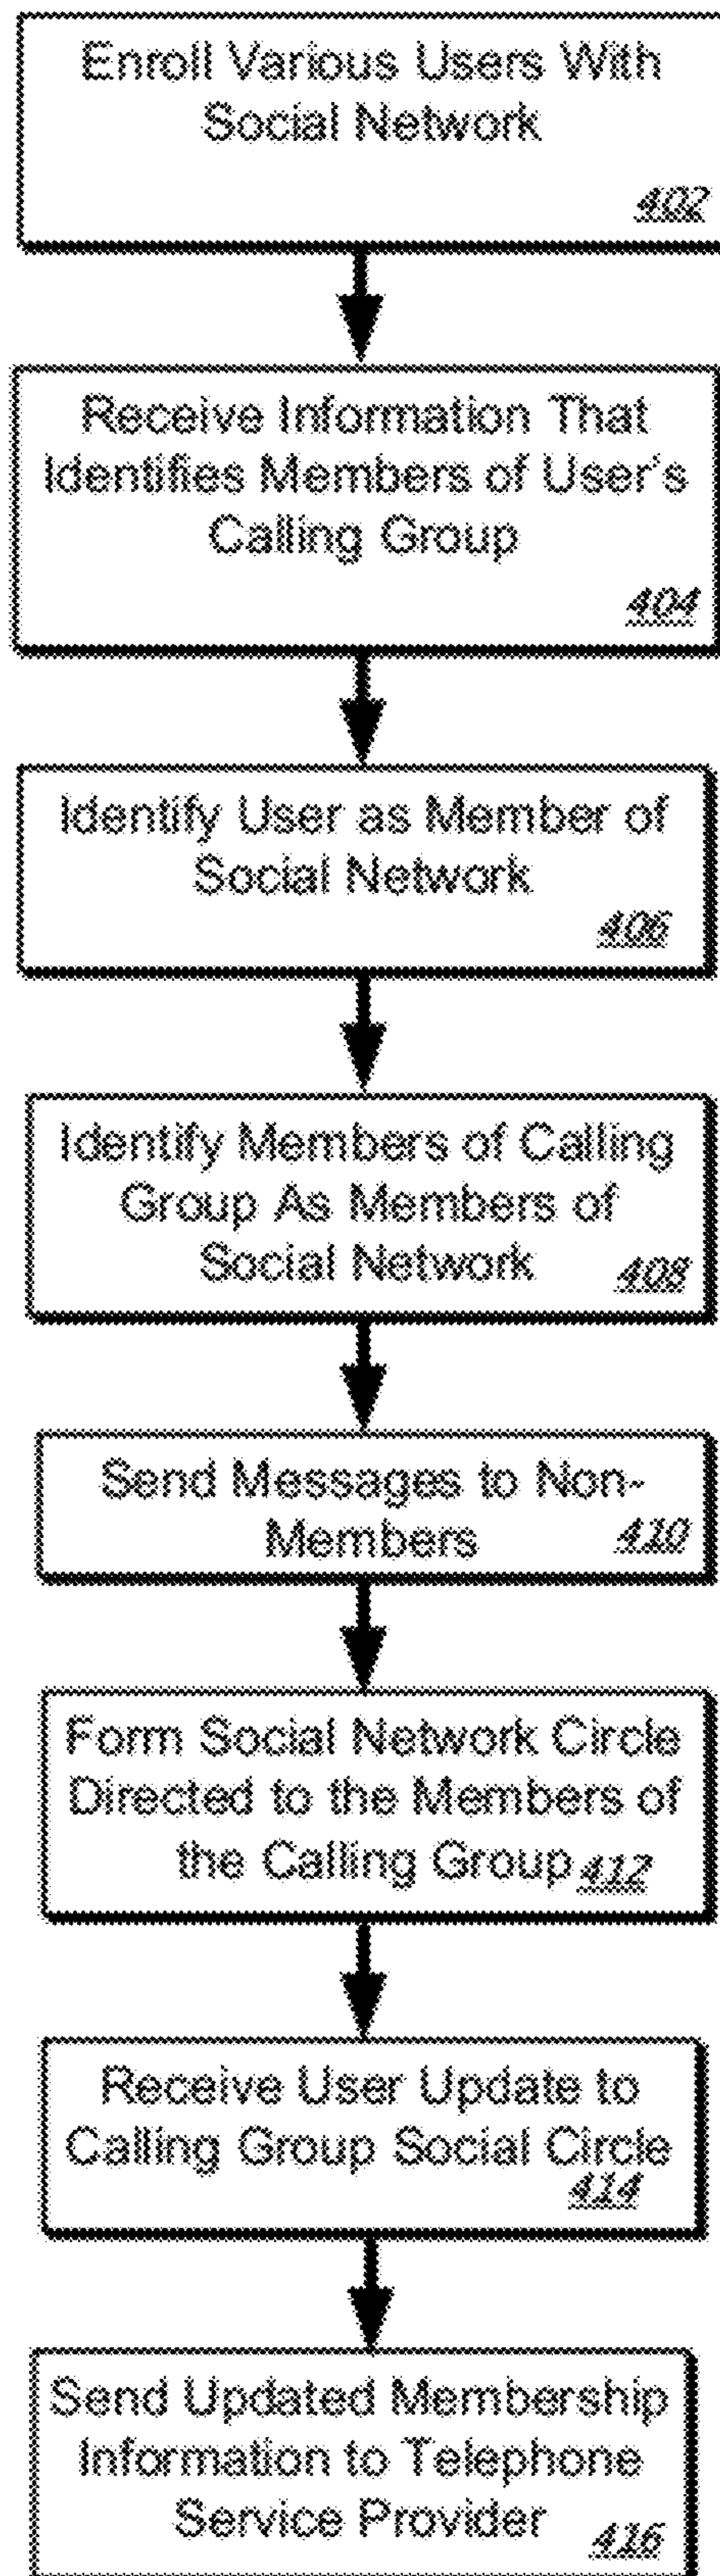 Enroll Various Users With
Social Network
402
Receive Information That
Identifies Members of User's
Calling Group
404
Identify User as Member of
Social Network
406
Identify Members of Calling
Group As Members of
Social Network 408
Send Messages to Non-
Members 410
Form Social Network Circle
Directed to the Members of
the Calling Group 412
Receive User Update to
Calling Group Social Circle
414
Send Updated Membership
Information to Telephone
Service Provider 416